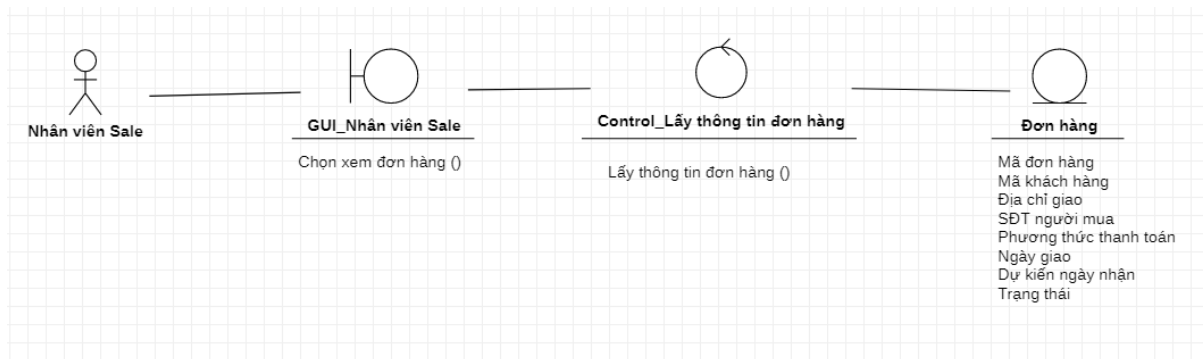 Nhân viên Sale
GUI_Nhân viên Sale
Control_Lấy thông tin đơn hàng
Đơn hàng
Chọn xem đơn hàng ()
Lấy thông tin đơn hàng ()
Mã đơn hàng
Mã khách hàng
Địa chỉ giao
SĐT người mua
Phương thức thanh toán
Ngày giao
Dự kiến ngày nhận
Trạng thái